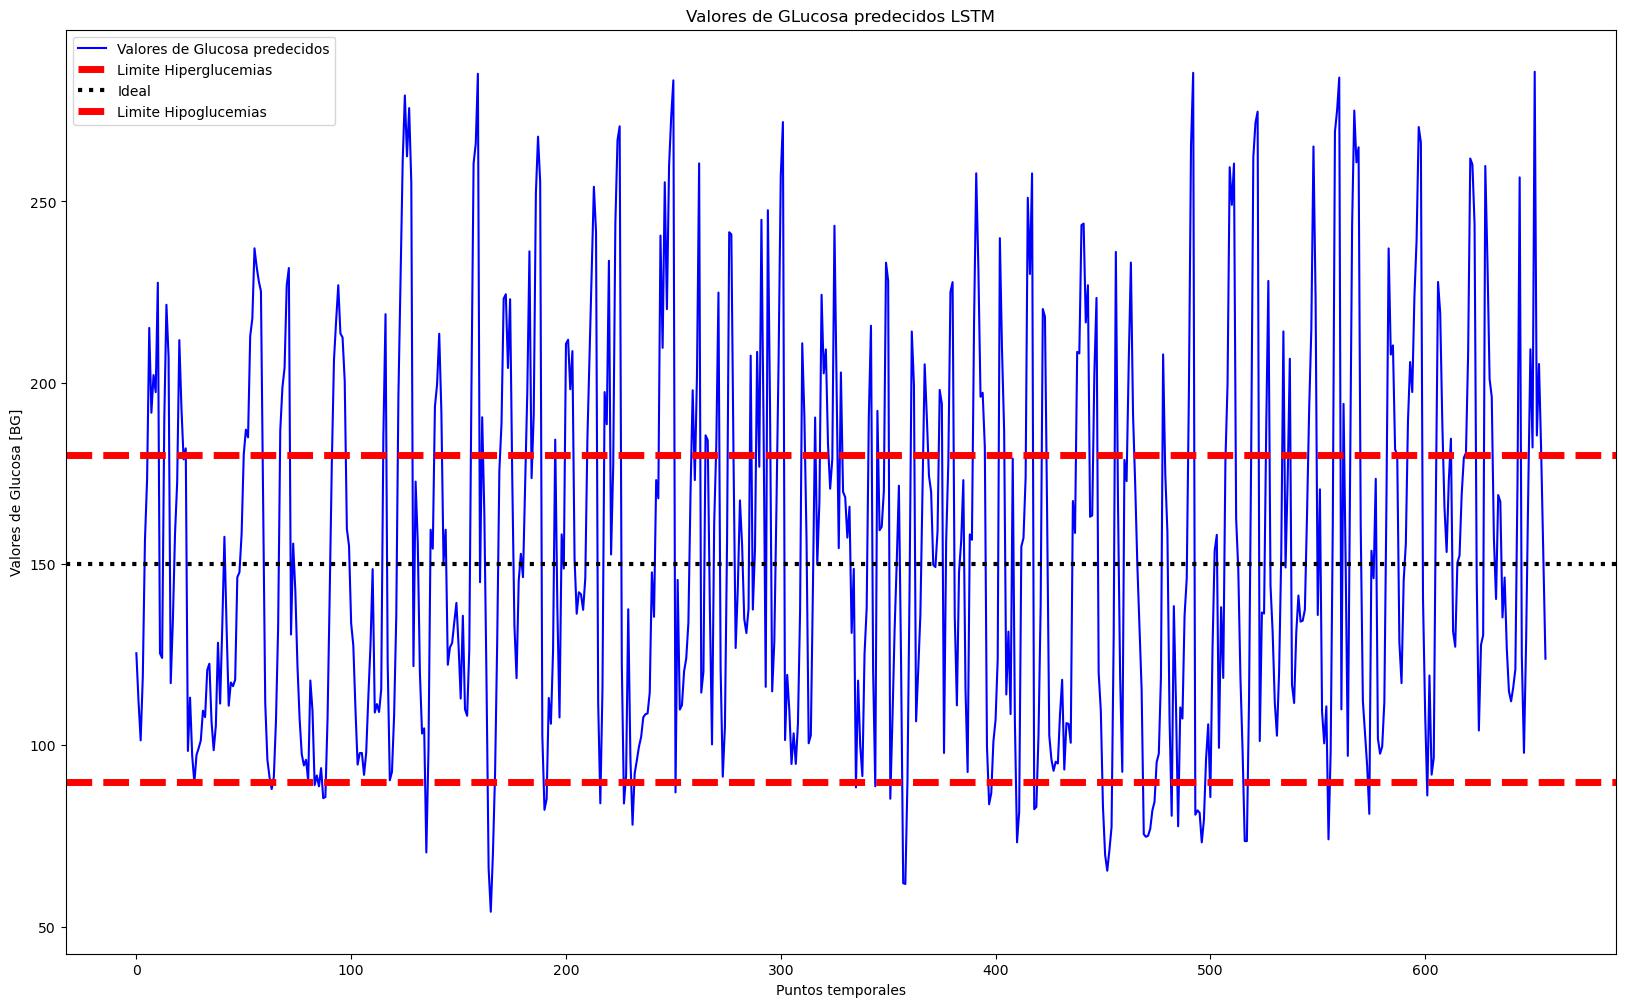 Valores de GLucosa predecidos LSTM
Valores de Glucosa predecidos
Limite Hiperglucemias
Ideal
Limite Hipoglucemias
Valores de Glucosa [BG]
250
200
150
100
50
0 100 200 300 400 500 600
Puntos temporales